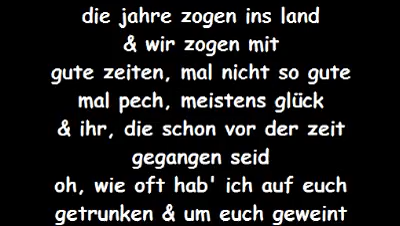 die jahre zogen ins land
& wir zogen mit
gute zeiten, mal nicht so gute
mal pech, meistens glück
& ihr, die schon vor der zeit
gegangen seid
oh, wie oft hab' ich auf euch
getrunken & um euch geweint